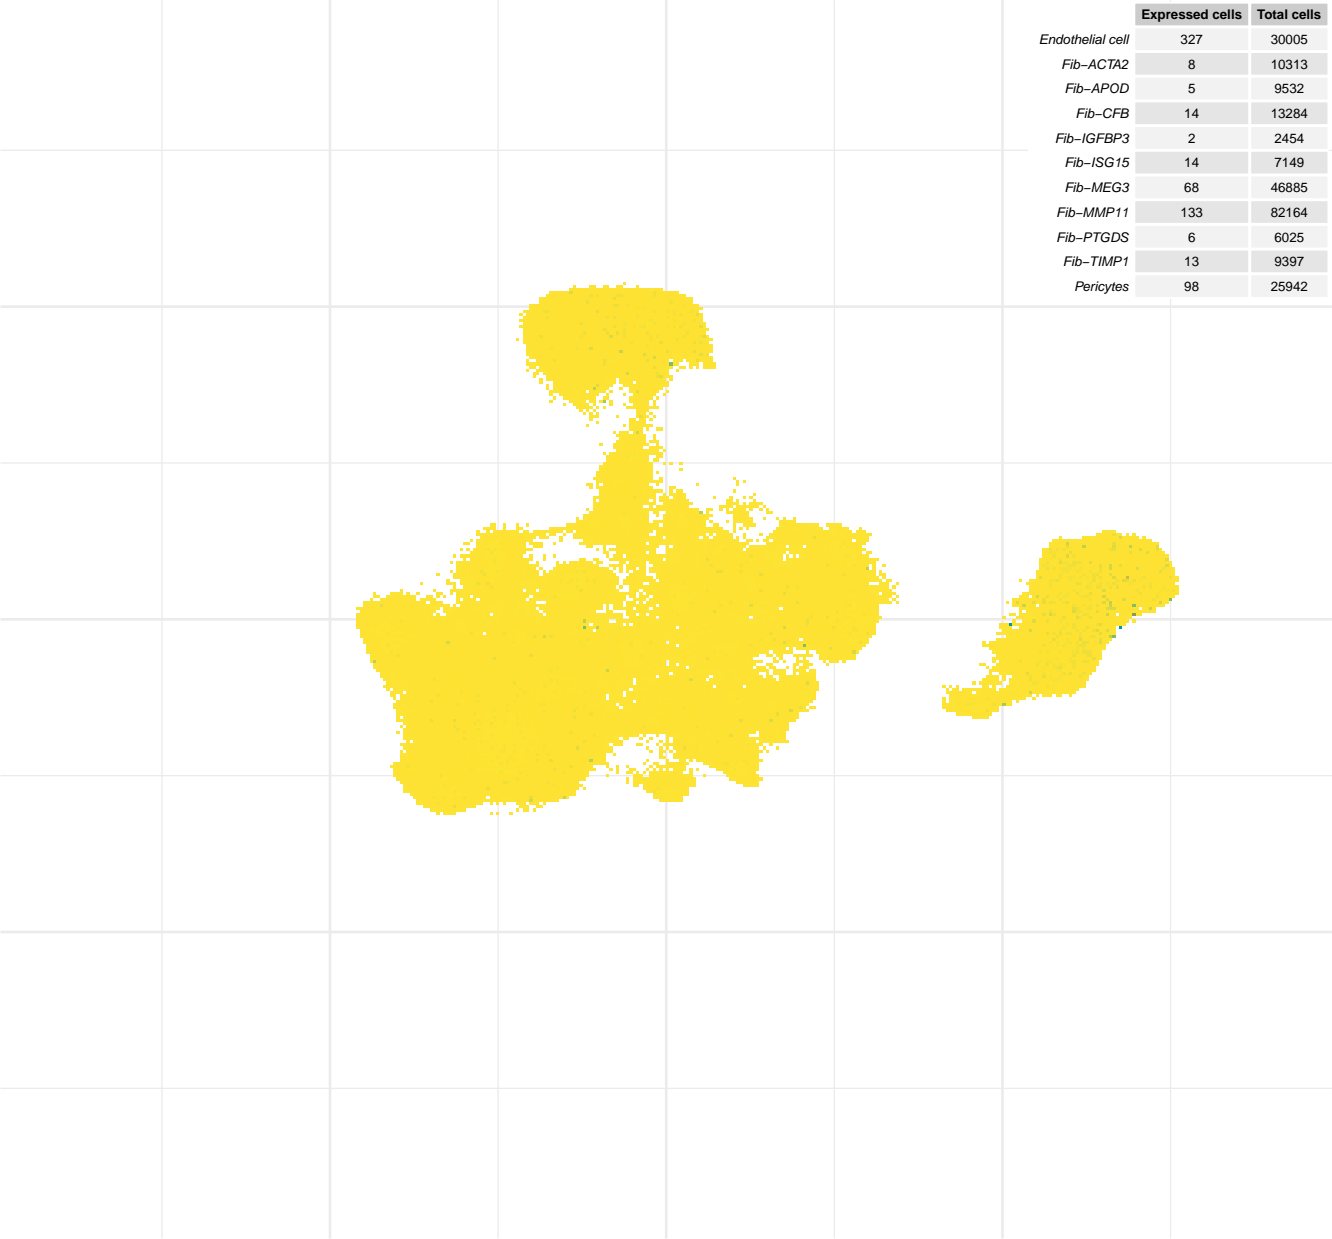 Expressed cells Total cells
Endothelial cell 327 30005
Fib−ACTA2 8 10313
Fib−APOD 5 9532
Fib−CFB 14 13284
Fib−IGFBP3 2 2454
Fib−ISG15 14 7149
Fib−MEG3 68 46885
Fib−MMP11 133 82164
Fib−PTGDS 6 6025
Fib−TIMP1 13 9397
Pericytes 98 25942